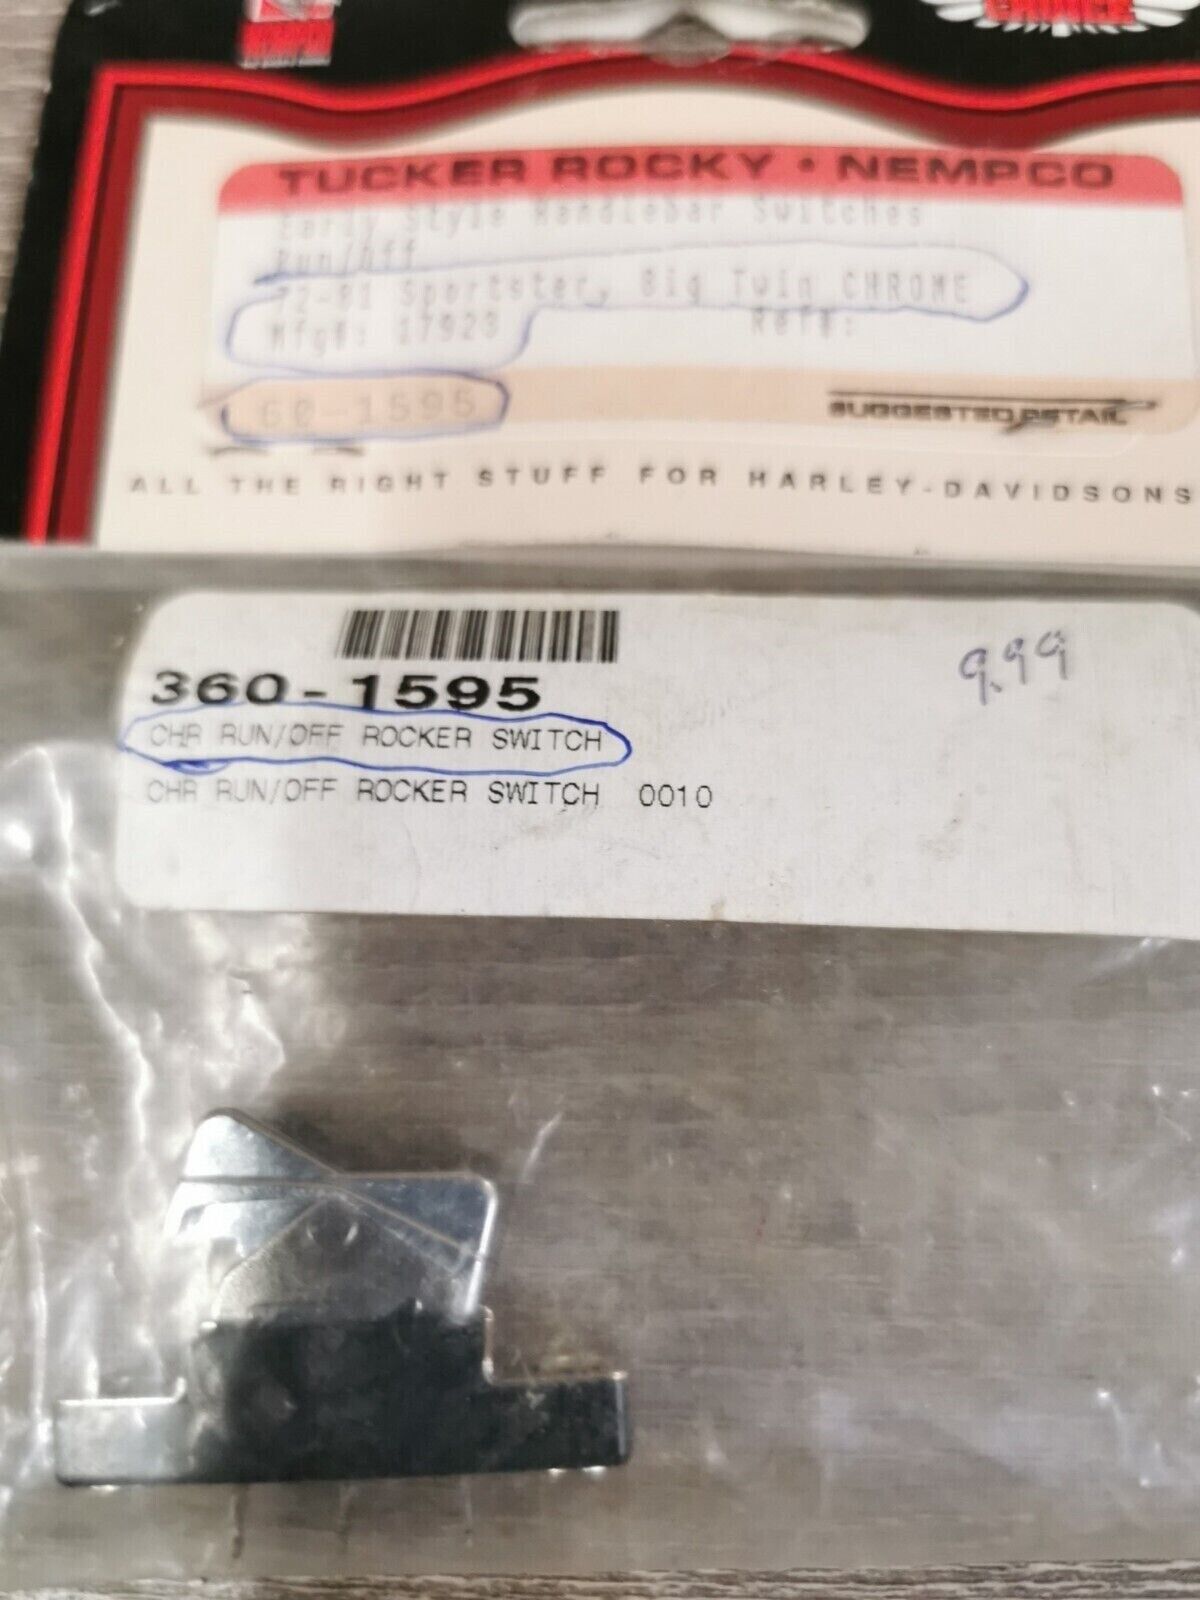 TUCKER ROCKY • NEMPCO
Early Style Handlebar Switches
Run/Off
72-81 Sportster, Big Twin CHROME
Mfg#: 17923 Ref#:
60-1595
SUGGESTED RETAIL
ALL THE RIGHT STUFF FOR HARLEY-DAVIDSONS
360-1595
9.99
CHR RUN/OFF ROCKER SWITCH
CHR RUN/OFF ROCKER SWITCH 0010